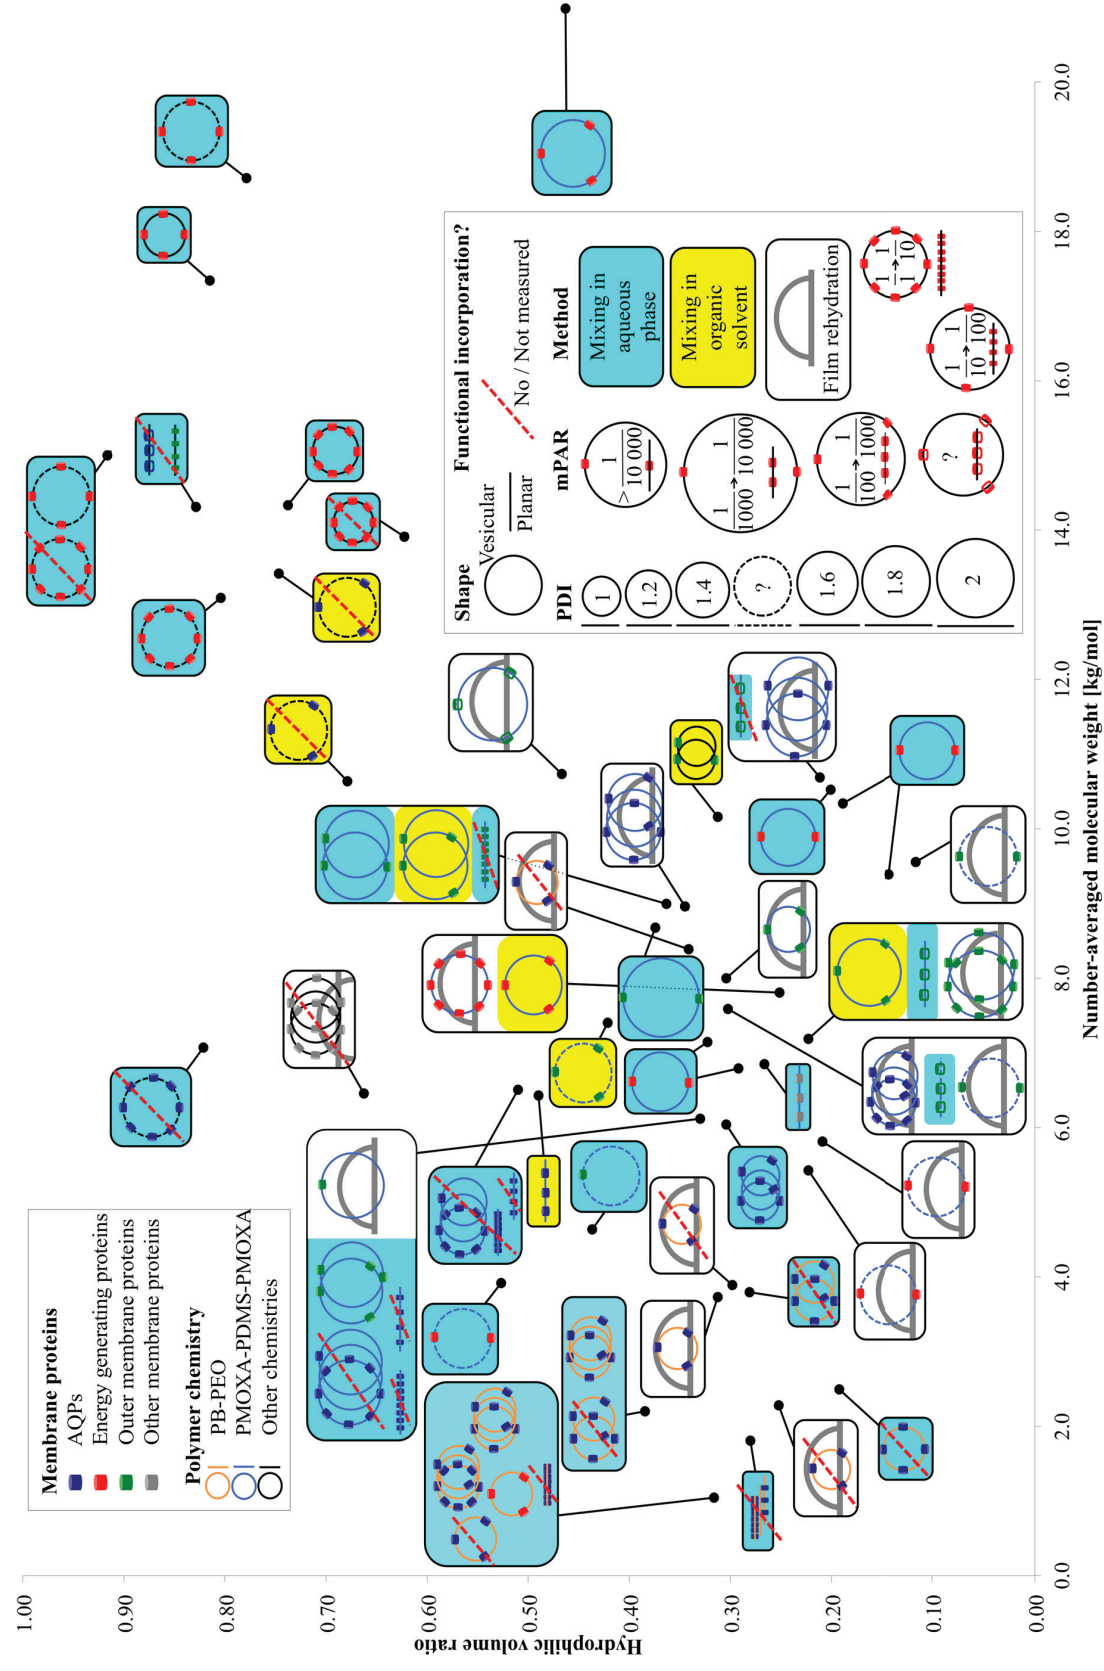 Membrane proteins
AQPs
Energy generating proteins
Outer membrane proteins
Other membrane proteins
Polymer chemistry
PB-PEO
PMOXA-PDMS-PMOXA
Other chemistries
Shape
Vesicular
Planar
Functional incorporation?
No / Not measured
PDI
1
1.2
1.4
?
1.6
1.8
2
mPAR
> 1/10 000
1/1000 → 1/10 000
1/100 → 1/1000
?
1/10 → 1/100
1/1 → 1/10
Method
Mixing in
aqueous
phase
Mixing in
organic
solvent
Film rehydration
Hydrophilic volume ratio
1.00
0.90
0.80
0.70
0.60
0.50
0.40
0.30
0.20
0.10
0.00
0.0
2.0
4.0
6.0
8.0
10.0
12.0
14.0
16.0
18.0
20.0
Number-averaged molecular weight [kg/mol]